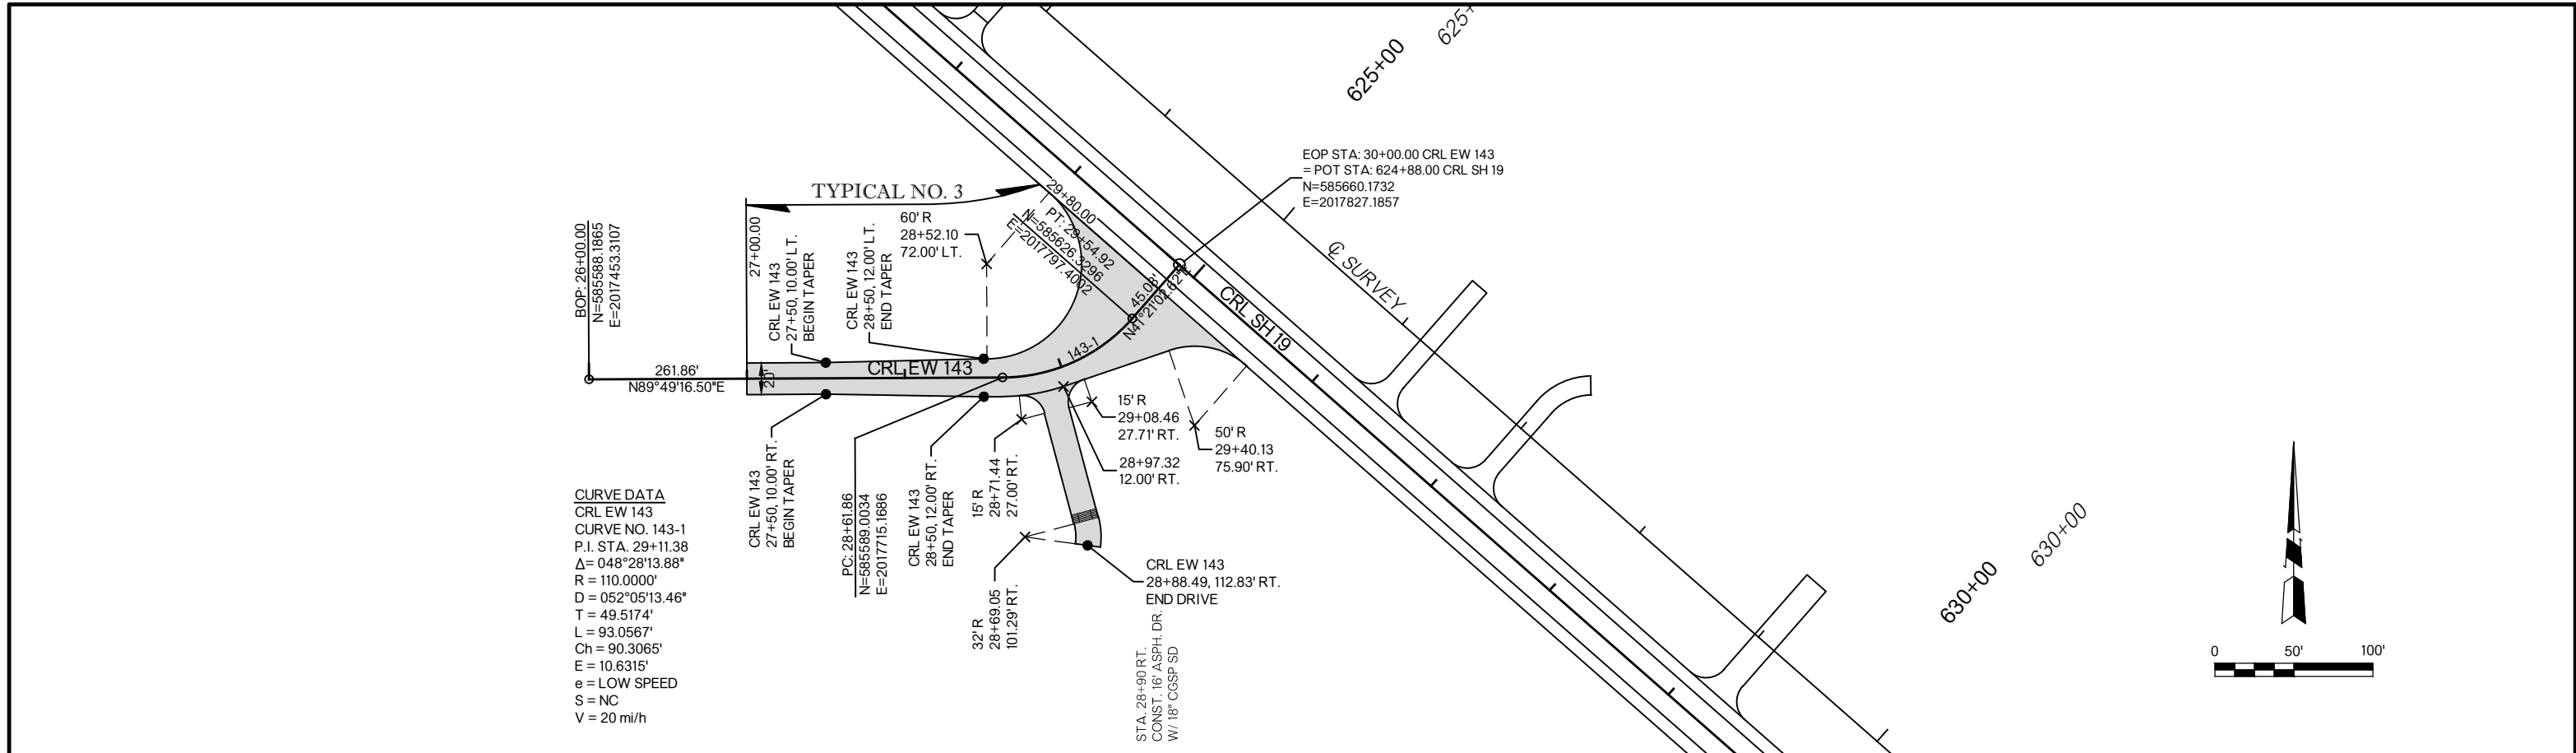 625+00
625+
EOP STA: 30+00.00 CRL EW 143
= POT STA: 624+88.00 CRL SH 19
N=585660.1732
E=2017827.1857
TYPICAL NO. 3
29+80.00
PT: 29+54.92
N=585626.3296
E=2017797.4002
60' R
28+52.10
72.00' LT.
BOP: 26+00.00
N=585588.1865
E=2017453.3107
27+00.00
CRL EW 143
27+50, 10.00' LT.
BEGIN TAPER
CRL EW 143
28+50, 12.00' LT.
END TAPER
℄ SURVEY
45.08'
N41°21'02.62"E
CRL SH 19
143-1
CRL EW 143
20'
261.86'
N89°49'16.50"E
15' R
29+08.46
27.71' RT.
50' R
29+40.13
75.90' RT.
28+97.32
12.00' RT.
CRL EW 143
27+50, 10.00' RT.
BEGIN TAPER
PC: 28+61.86
N=585589.0034
E=2017715.1686
CRL EW 143
28+50, 12.00' RT.
END TAPER
15' R
28+71.44
27.00' RT.
32' R
28+69.05
101.29' RT.
CRL EW 143
28+88.49, 112.83' RT.
END DRIVE
STA. 28+90 RT.
CONST. 16' ASPH. DR.
W/ 18" CGSP SD
CURVE DATA
CRL EW 143
CURVE NO. 143-1
P.I. STA. 29+11.38
Δ= 048°28'13.88"
R = 110.0000'
D = 052°05'13.46"
T = 49.5174'
L = 93.0567'
Ch = 90.3065'
E = 10.6315'
e = LOW SPEED
S = NC
V = 20 mi/h
630+00
630+00
0 50' 100'